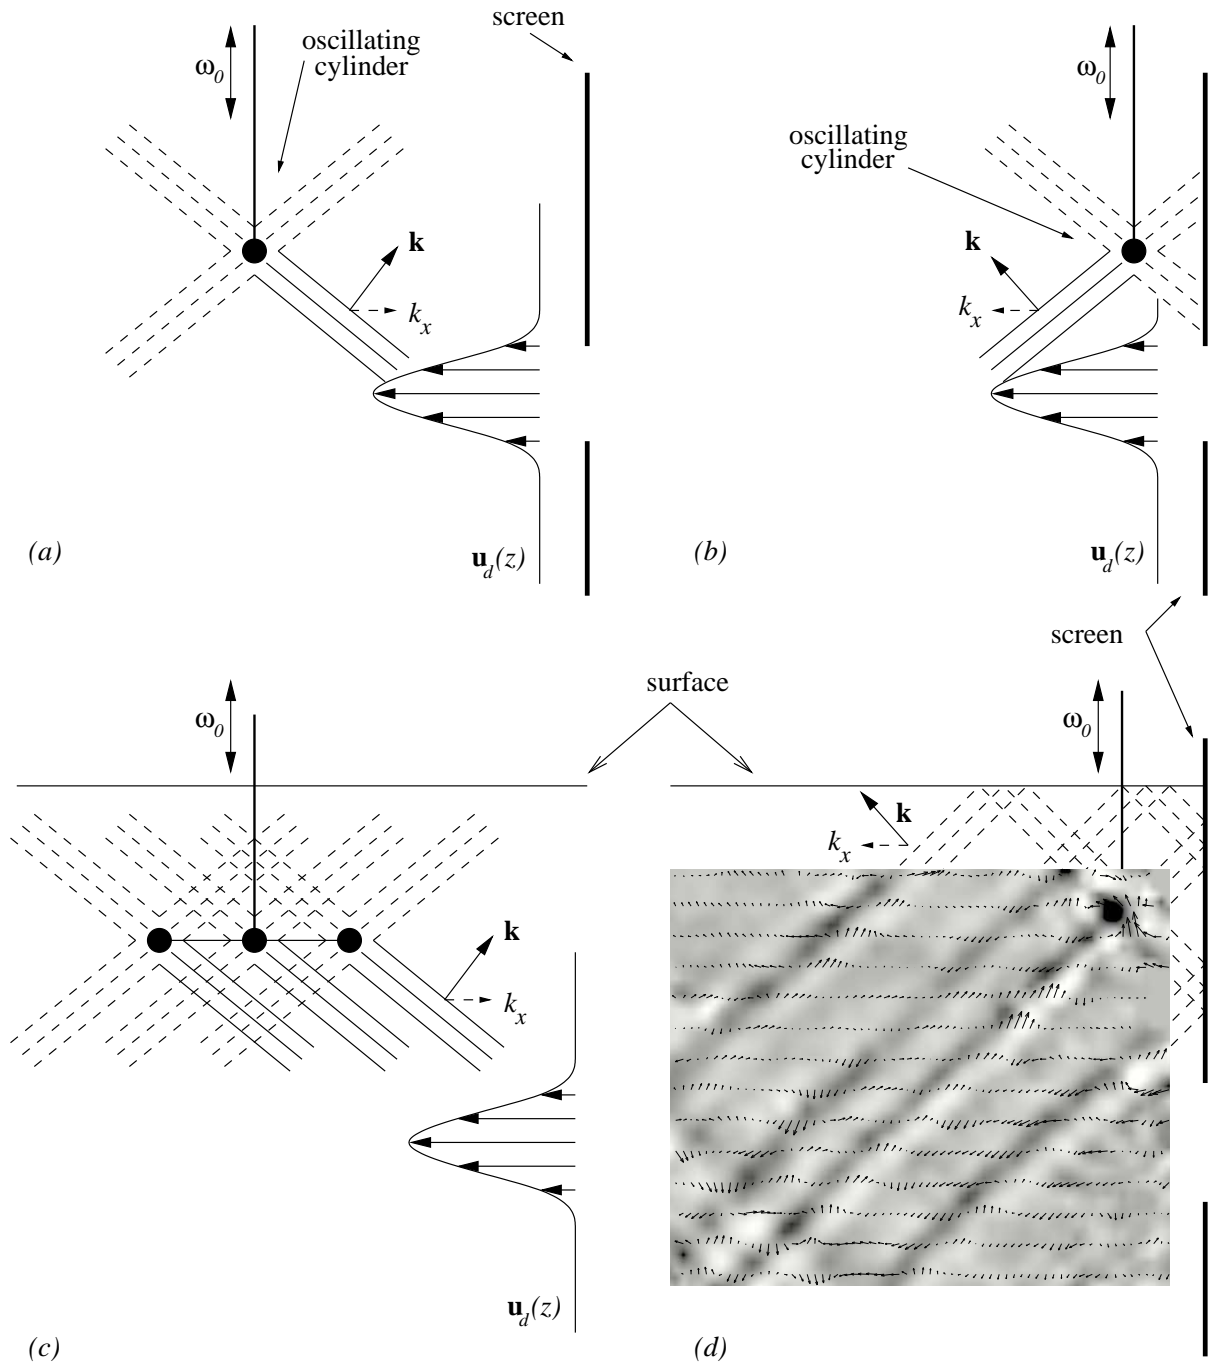 screen
oscillating
cylinder
ω0
k
kx
(a)
ud(z)
ω0
oscillating
cylinder
k
kx
(b)
ud(z)
screen
surface
ω0
k
kx
ud(z)
(c)
ω0
k
kx
(d)